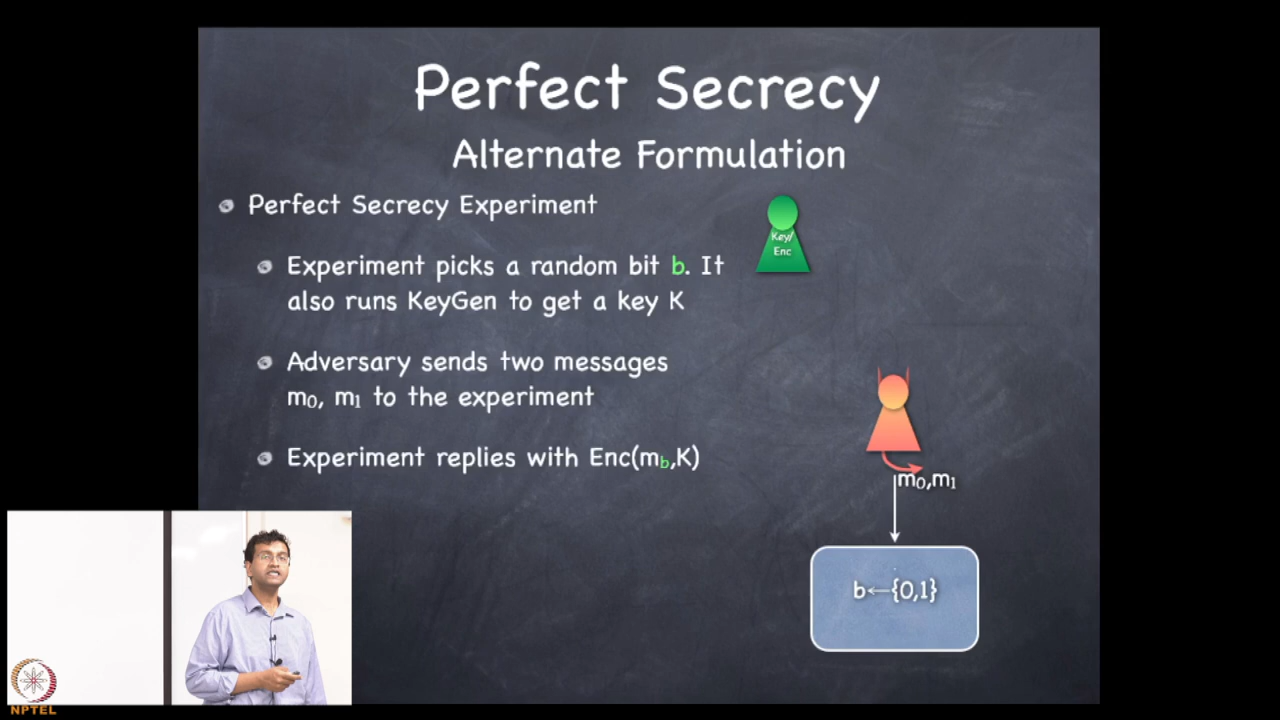 Perfect Secrecy
Alternate Formulation
Perfect Secrecy Experiment
Experiment picks a random bit b. It
also runs KeyGen to get a key K
Adversary sends two messages
m₀, m₁ to the experiment
Experiment replies with Enc(m_b,K)
Key/
Enc
m₀,m₁
b←{0,1}
NPTEL